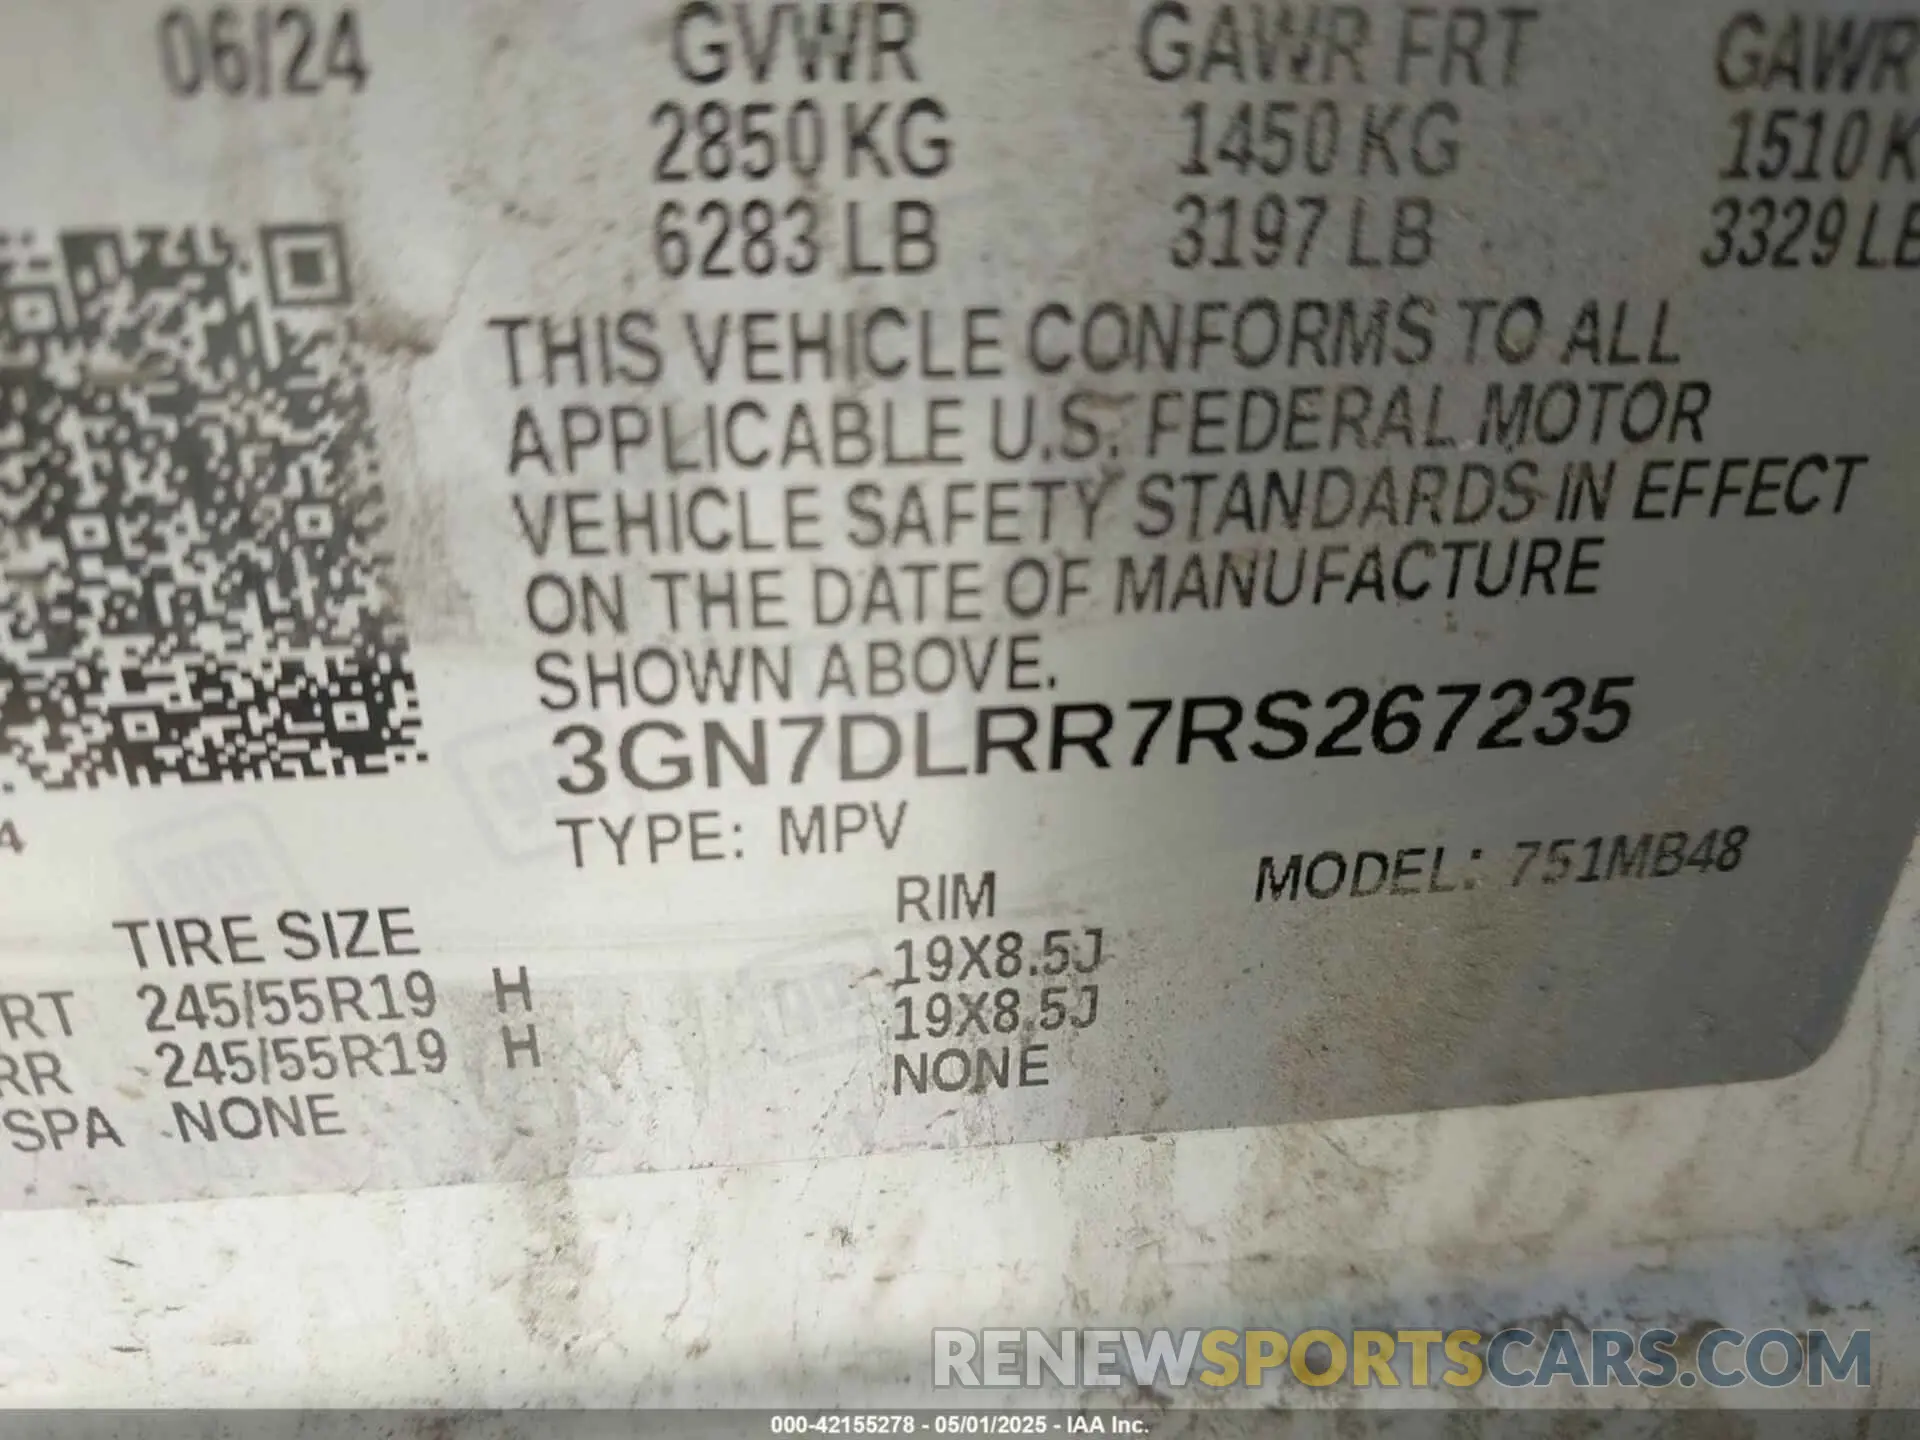 06/24 GVWR GAWR FRT GAWR
2850 KG 1450 KG 1510 K
6283 LB 3197 LB 3329 LB
THIS VEHICLE CONFORMS TO ALL
APPLICABLE U.S. FEDERAL MOTOR
VEHICLE SAFETY STANDARDS IN EFFECT
ON THE DATE OF MANUFACTURE
SHOWN ABOVE.
3GN7DLRR7RS267235
4
TYPE: MPV MODEL: 751MB48
TIRE SIZE RIM
RT 245/55R19 H 19X8.5J
RR 245/55R19 H 19X8.5J
SPA NONE NONE
RENEWSPORTSCARS.COM
000-42155278 - 05/01/2025 - IAA Inc.